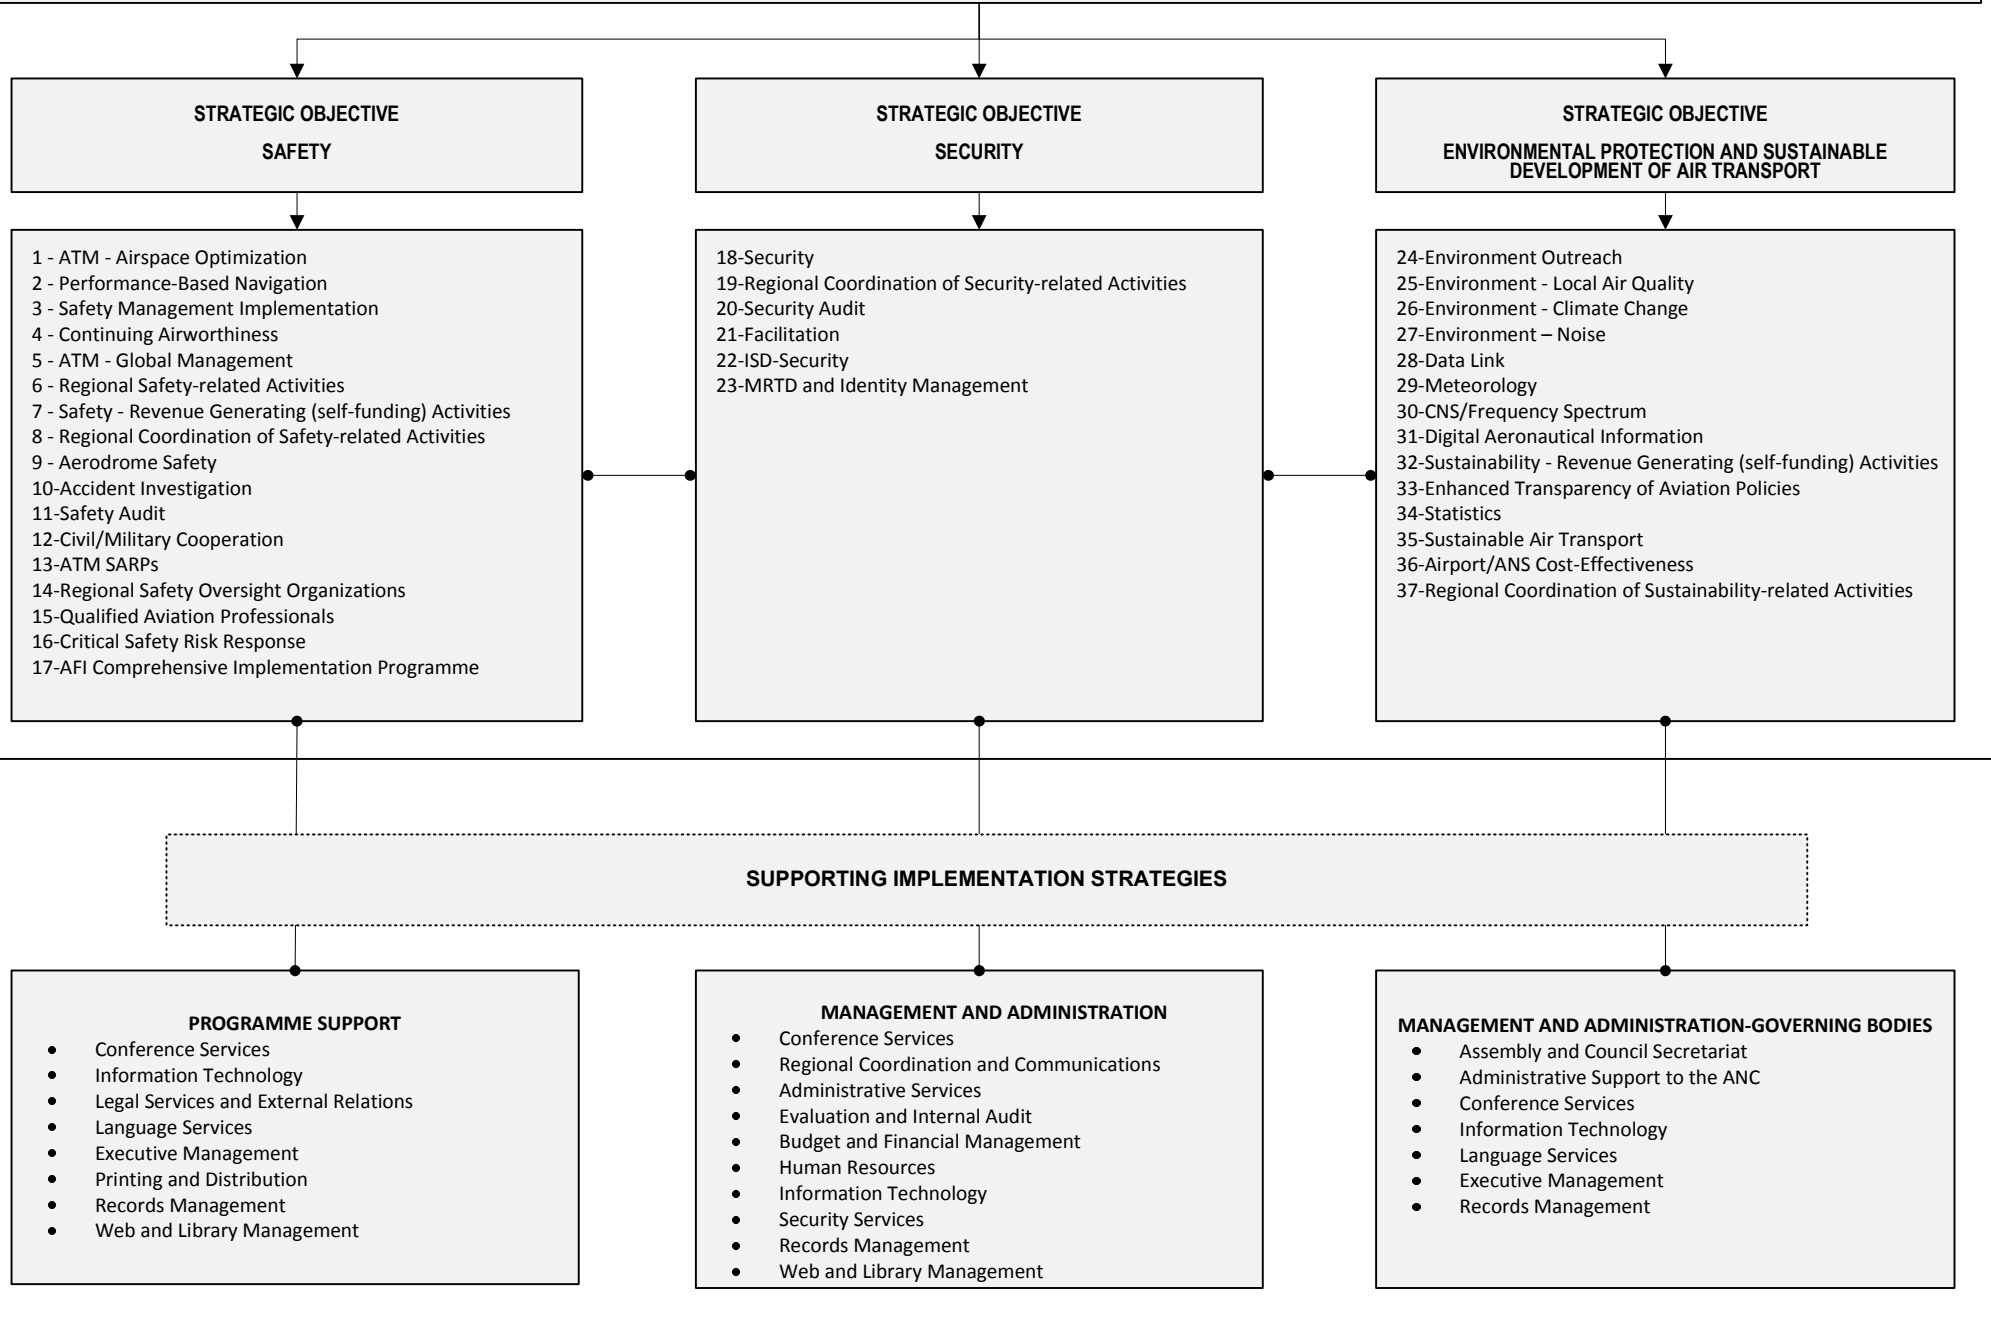 STRATEGIC OBJECTIVE
SAFETY
STRATEGIC OBJECTIVE
SECURITY
STRATEGIC OBJECTIVE
ENVIRONMENTAL PROTECTION AND SUSTAINABLE
DEVELOPMENT OF AIR TRANSPORT
1 - ATM - Airspace Optimization
2 - Performance-Based Navigation
3 - Safety Management Implementation
4 - Continuing Airworthiness
5 - ATM - Global Management
6 - Regional Safety-related Activities
7 - Safety - Revenue Generating (self-funding) Activities
8 - Regional Coordination of Safety-related Activities
9 - Aerodrome Safety
10-Accident Investigation
11-Safety Audit
12-Civil/Military Cooperation
13-ATM SARPs
14-Regional Safety Oversight Organizations
15-Qualified Aviation Professionals
16-Critical Safety Risk Response
17-AFI Comprehensive Implementation Programme
18-Security
19-Regional Coordination of Security-related Activities
20-Security Audit
21-Facilitation
22-ISD-Security
23-MRTD and Identity Management
24-Environment Outreach
25-Environment - Local Air Quality
26-Environment - Climate Change
27-Environment – Noise
28-Data Link
29-Meteorology
30-CNS/Frequency Spectrum
31-Digital Aeronautical Information
32-Sustainability - Revenue Generating (self-funding) Activities
33-Enhanced Transparency of Aviation Policies
34-Statistics
35-Sustainable Air Transport
36-Airport/ANS Cost-Effectiveness
37-Regional Coordination of Sustainability-related Activities
SUPPORTING IMPLEMENTATION STRATEGIES
PROGRAMME SUPPORT
• Conference Services
• Information Technology
• Legal Services and External Relations
• Language Services
• Executive Management
• Printing and Distribution
• Records Management
• Web and Library Management
MANAGEMENT AND ADMINISTRATION
• Conference Services
• Regional Coordination and Communications
• Administrative Services
• Evaluation and Internal Audit
• Budget and Financial Management
• Human Resources
• Information Technology
• Security Services
• Records Management
• Web and Library Management
MANAGEMENT AND ADMINISTRATION-GOVERNING BODIES
• Assembly and Council Secretariat
• Administrative Support to the ANC
• Conference Services
• Information Technology
• Language Services
• Executive Management
• Records Management